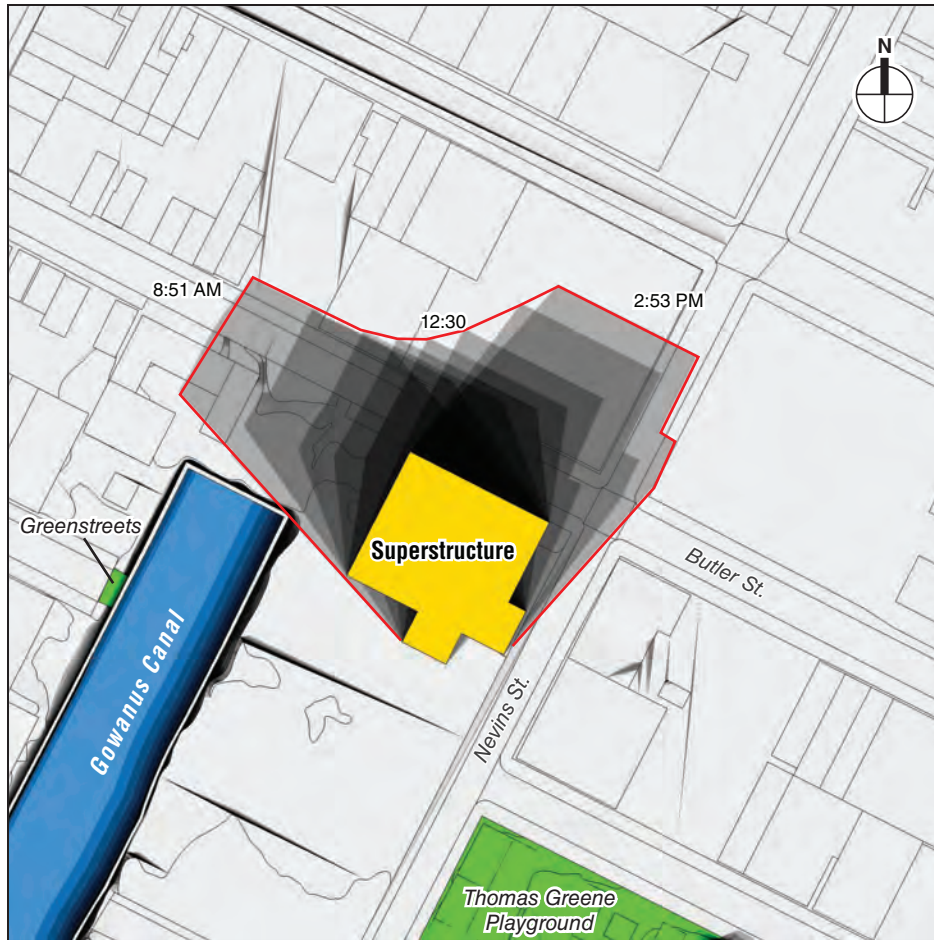 N
8:51 AM
2:53 PM
12:30
Greenstreets
Superstructure
Butler St.
Gowanus Canal
Nevins St.
Thomas Greene
Playground